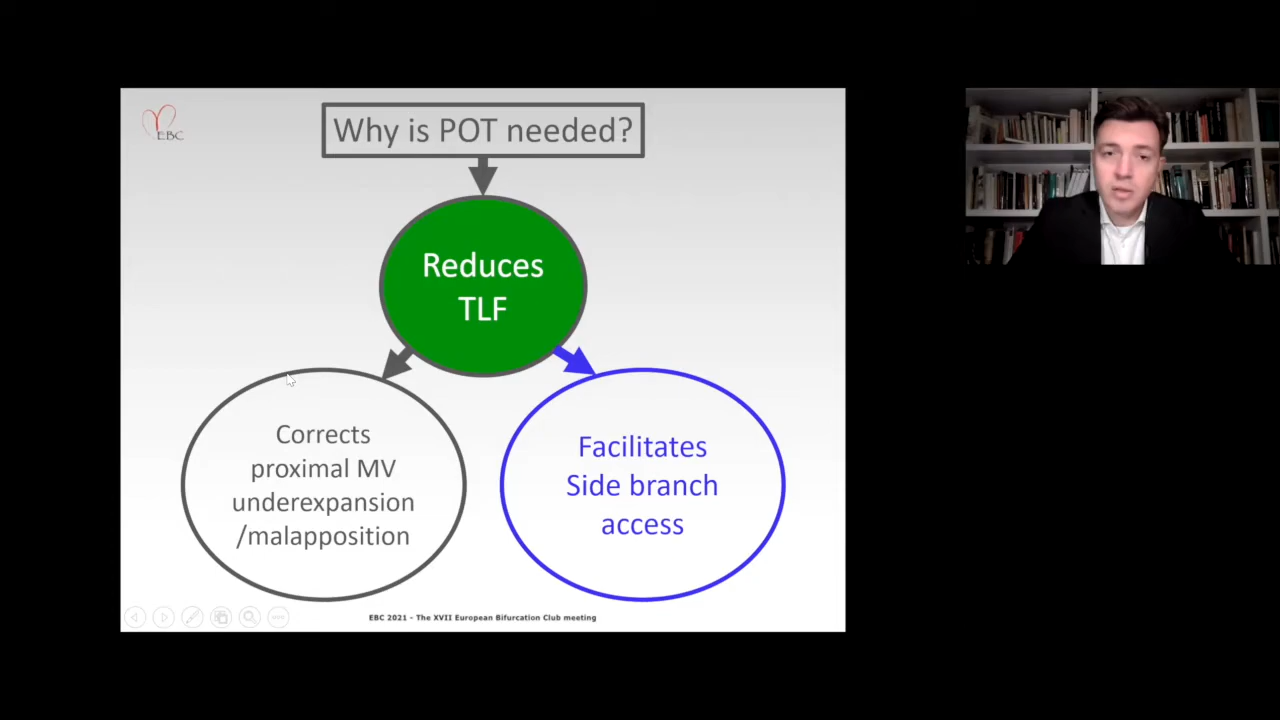 EBC
Why is POT needed?
Reduces
TLF
Corrects
proximal MV
underexpansion
/malapposition
Facilitates
Side branch
access
EBC 2021 - The XVII European Bifurcation Club meeting